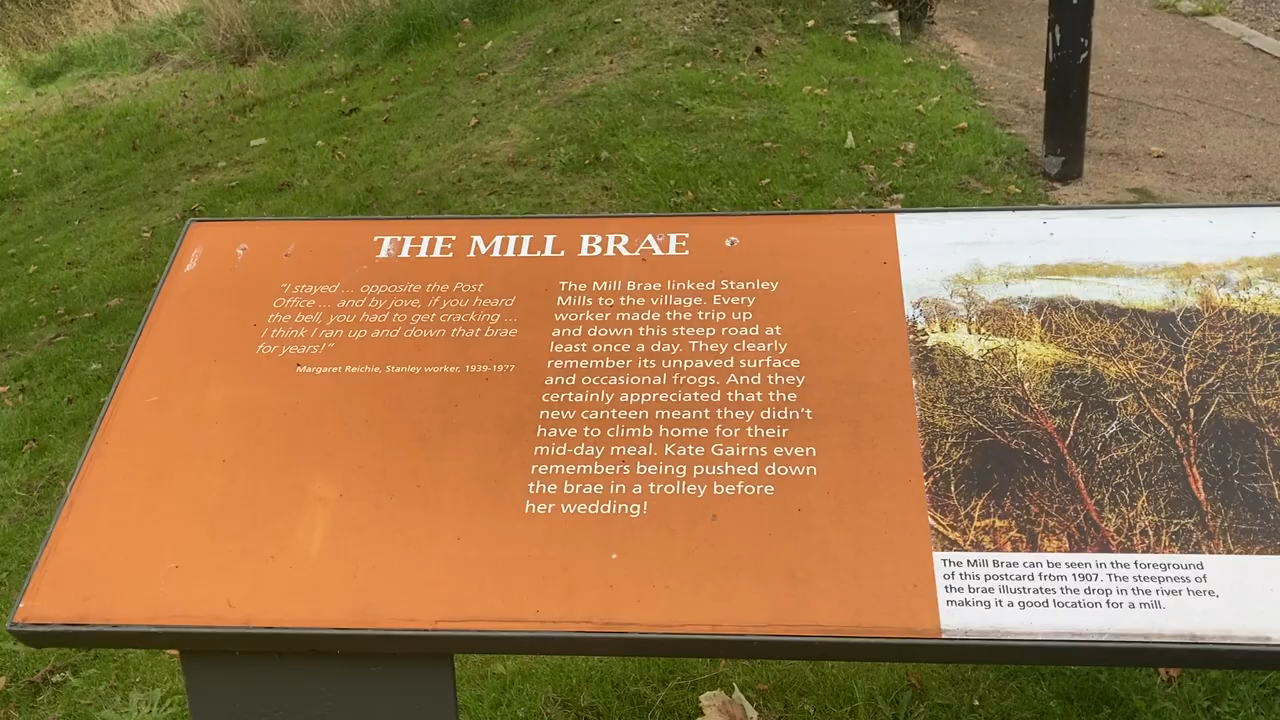 THE MILL BRAE
"I stayed ... opposite the Post
Office ... and by jove, if you heard
the bell, you had to get cracking ...
I think I ran up and down that brae
for years!"
Margaret Reichie, Stanley worker, 1939-1977
The Mill Brae linked Stanley
Mills to the village. Every
worker made the trip up
and down this steep road at
least once a day. They clearly
remember its unpaved surface
and occasional frogs. And they
certainly appreciated that the
new canteen meant they didn't
have to climb home for their
mid-day meal. Kate Gairns even
remembers being pushed down
the brae in a trolley before
her wedding!
The Mill Brae can be seen in the foreground
of this postcard from 1907. The steepness of
the brae illustrates the drop in the river here,
making it a good location for a mill.